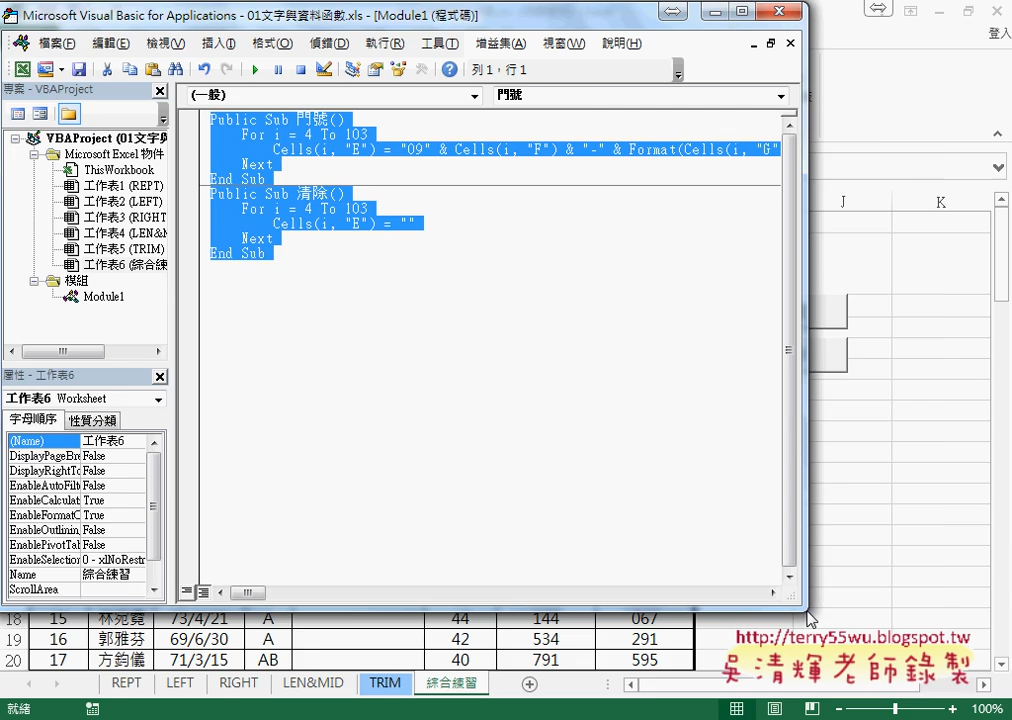 Microsoft Visual Basic for Applications - 01文字與資料函數.xls - [Module1 (程式碼)]
檔案(F) 編輯(E) 檢視(V) 插入(I) 格式(O) 偵錯(D) 執行(R) 工具(T) 增益集(A) 視窗(W) 說明(H)
登入
列 1，行 1
專案 - VBAProject
(一般)
門號
VBAProject (01文字與
Microsoft Excel 物件
ThisWorkbook
工作表1 (REPT)
工作表2 (LEFT)
工作表3 (RIGHT
工作表4 (LEN&M
工作表5 (TRIM)
工作表6 (綜合練
模組
Module1
Public Sub 門號()
For i = 4 To 103
Cells(i, "E") = "09" & Cells(i, "F") & "-" & Format(Cells(i, "G"
Next
End Sub
Public Sub 清除()
For i = 4 To 103
Cells(i, "E") = ""
Next
End Sub
J K
屬性 - 工作表6
工作表6 Worksheet
字母順序 性質分類
(Name) 工作表6
DisplayPageBre False
DisplayRightTo False
EnableAutoFilt False
EnableCalculat True
EnableFormatC True
EnableOutlinin False
EnablePivotTab False
EnableSelection 0 - xlNoRestr
Name 綜合練習
ScrollArea
18 15 73/4/21 A 44 144 067
19 16 郭雅芬 69/6/30 A 42 534 291
20 17 方鈞儀 71/3/15 AB 40 791 595
http://terry55wu.blogspot.tw
吳清輝老師錄製
REPT LEFT RIGHT LEN&MID TRIM 綜合練習
就緒
100%